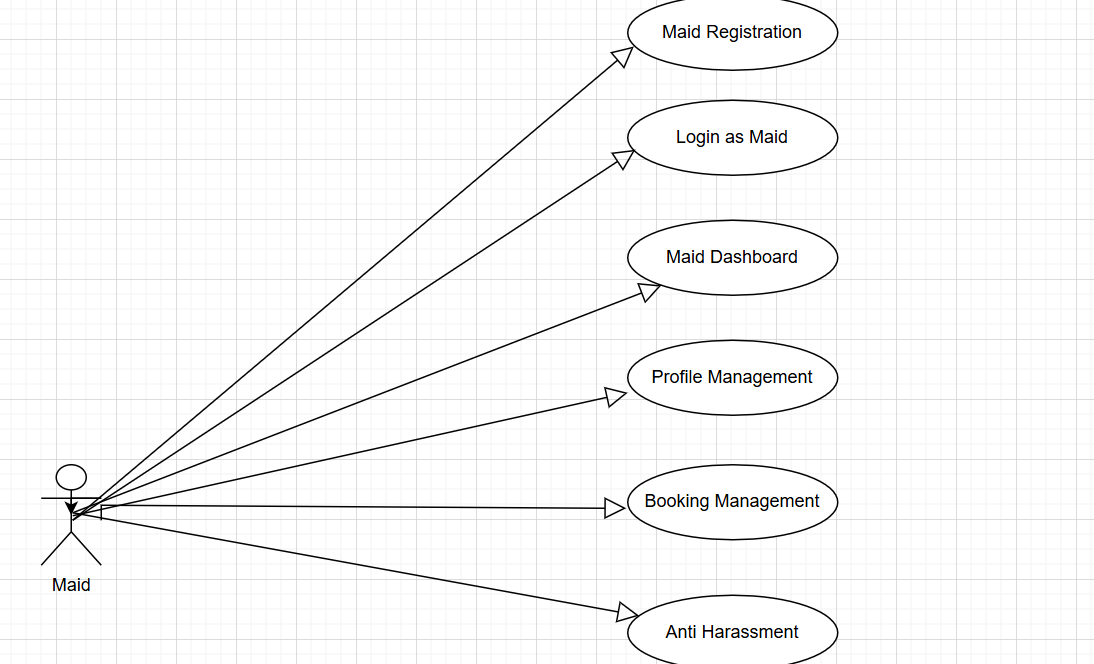 Maid Registration
Login as Maid
Maid Dashboard
Profile Management
Booking Management
Maid
Anti Harassment